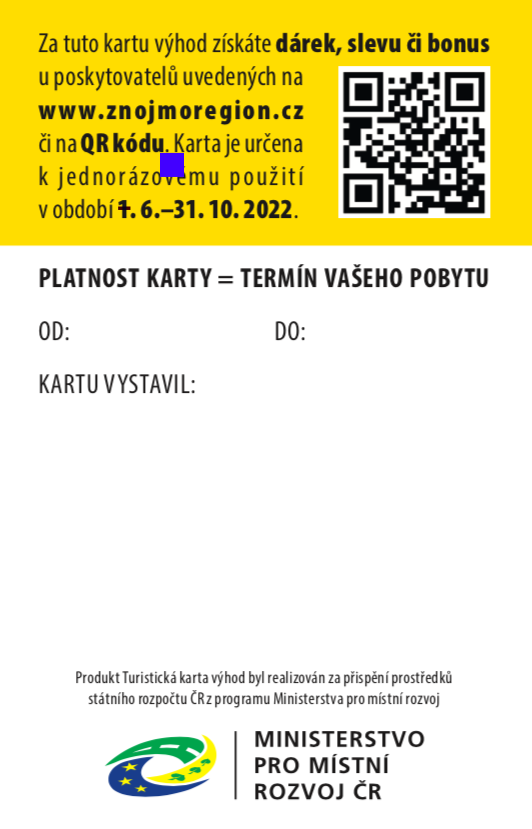 Za tuto kartu výhod získáte dárek, slevu či bonus
u poskytovatelů uvedených na
www.znojmoregion.cz
či na QR kódu. Karta je určena
k jednorázovému použití
v období 1. 6.–31. 10. 2022.
PLATNOST KARTY = TERMÍN VAŠEHO POBYTU
OD: DO:
KARTU VYSTAVIL:
Produkt Turistická karta výhod byl realizován za přispění prostředků
státního rozpočtu ČR z programu Ministerstva pro místní rozvoj
MINISTERSTVO
PRO MÍSTNÍ
ROZVOJ ČR